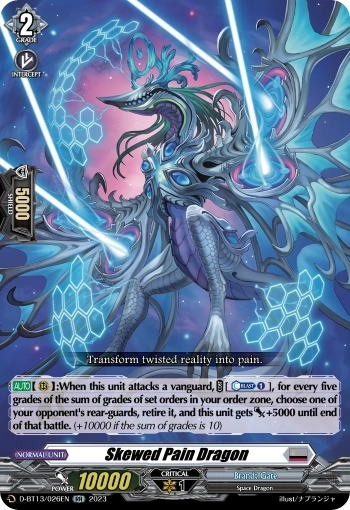 2
GRADE
INTERCEPT
5000
SHIELD
Transform twisted reality into pain.
AUTO【 】:When this unit attacks a vanguard, [ BLAST 1 ], for every five
grades of the sum of grades of set orders in your order zone, choose one
of your opponent's rear-guards, retire it, and this unit gets +5000 until end
of that battle. (+10000 if the sum of grades is 10)
NORMAL UNIT
Skewed Pain Dragon
POWER 10000
CRITICAL
1
Brandt Gate
Space Dragon
D-BT13/026EN RR 2023
illust/ナブランジャ